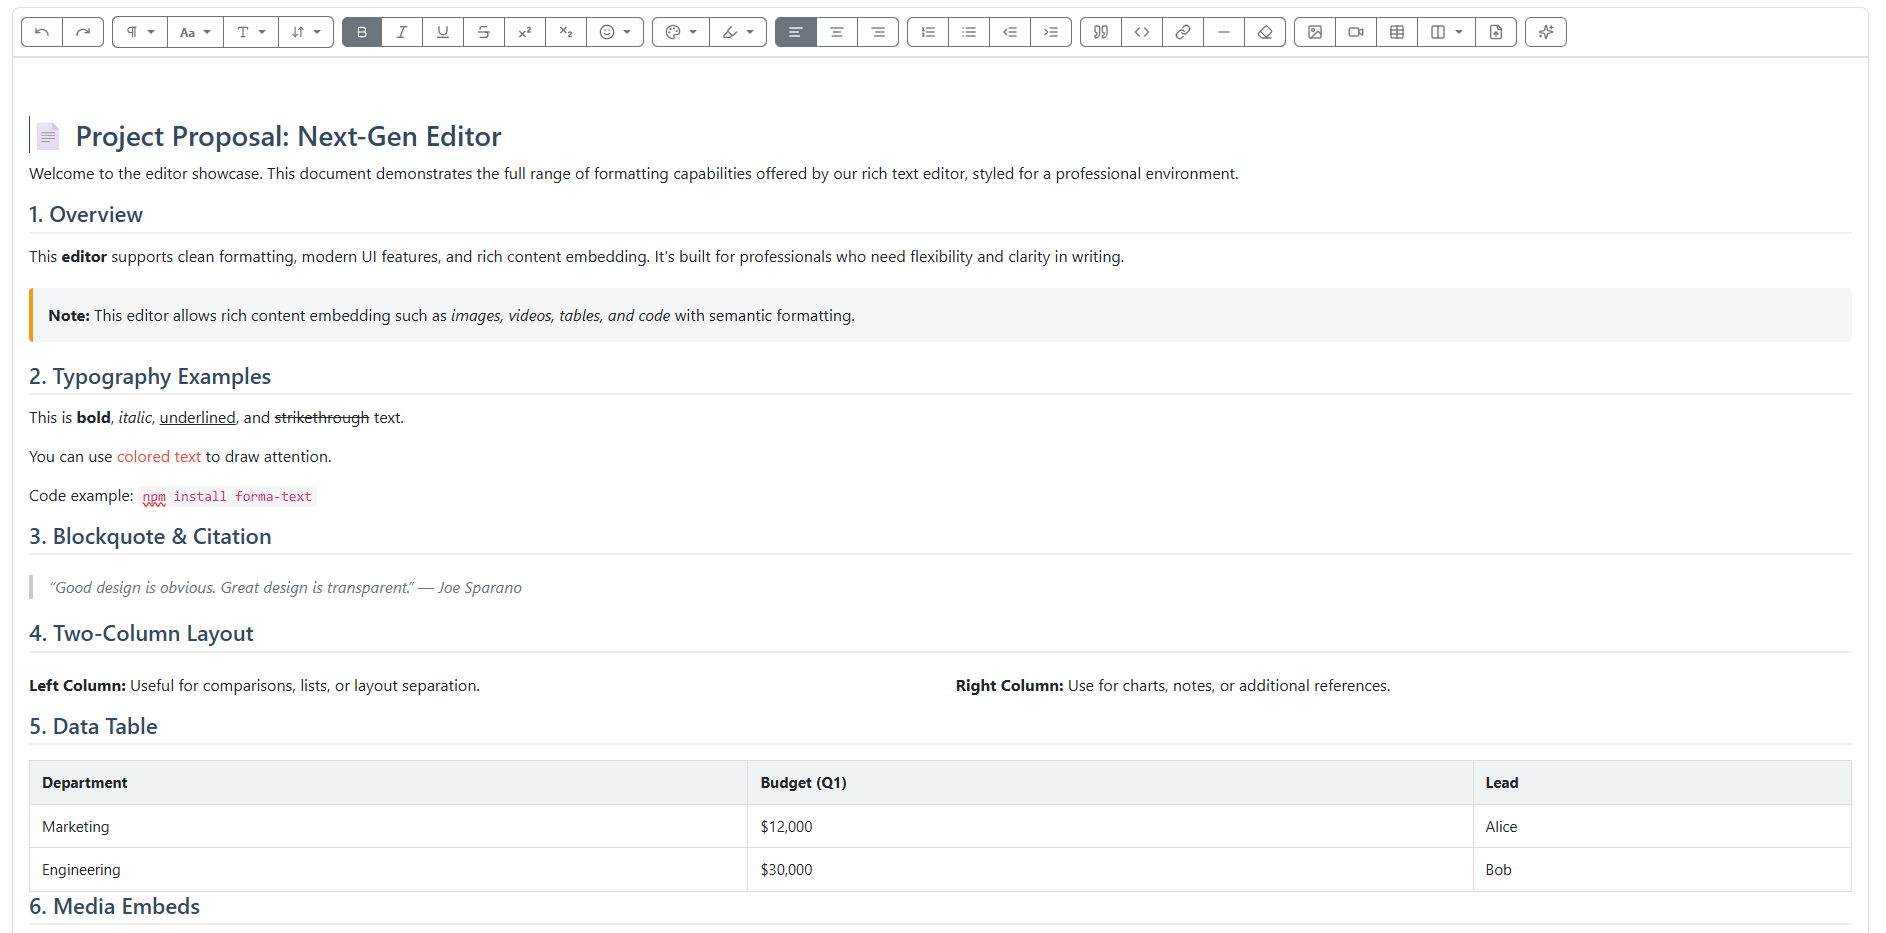 Aa
T
B
I
U
S
x²
x₂
Project Proposal: Next-Gen Editor
Welcome to the editor showcase. This document demonstrates the full range of formatting capabilities offered by our rich text editor, styled for a professional environment.
1. Overview
This editor supports clean formatting, modern UI features, and rich content embedding. It's built for professionals who need flexibility and clarity in writing.
Note: This editor allows rich content embedding such as images, videos, tables, and code with semantic formatting.
2. Typography Examples
This is bold, italic, underlined, and strikethrough text.
You can use colored text to draw attention.
Code example: npm install forma-text
3. Blockquote & Citation
“Good design is obvious. Great design is transparent.” — Joe Sparano
4. Two-Column Layout
Left Column: Useful for comparisons, lists, or layout separation.
Right Column: Use for charts, notes, or additional references.
5. Data Table
Department Budget (Q1) Lead
Marketing $12,000 Alice
Engineering $30,000 Bob
6. Media Embeds